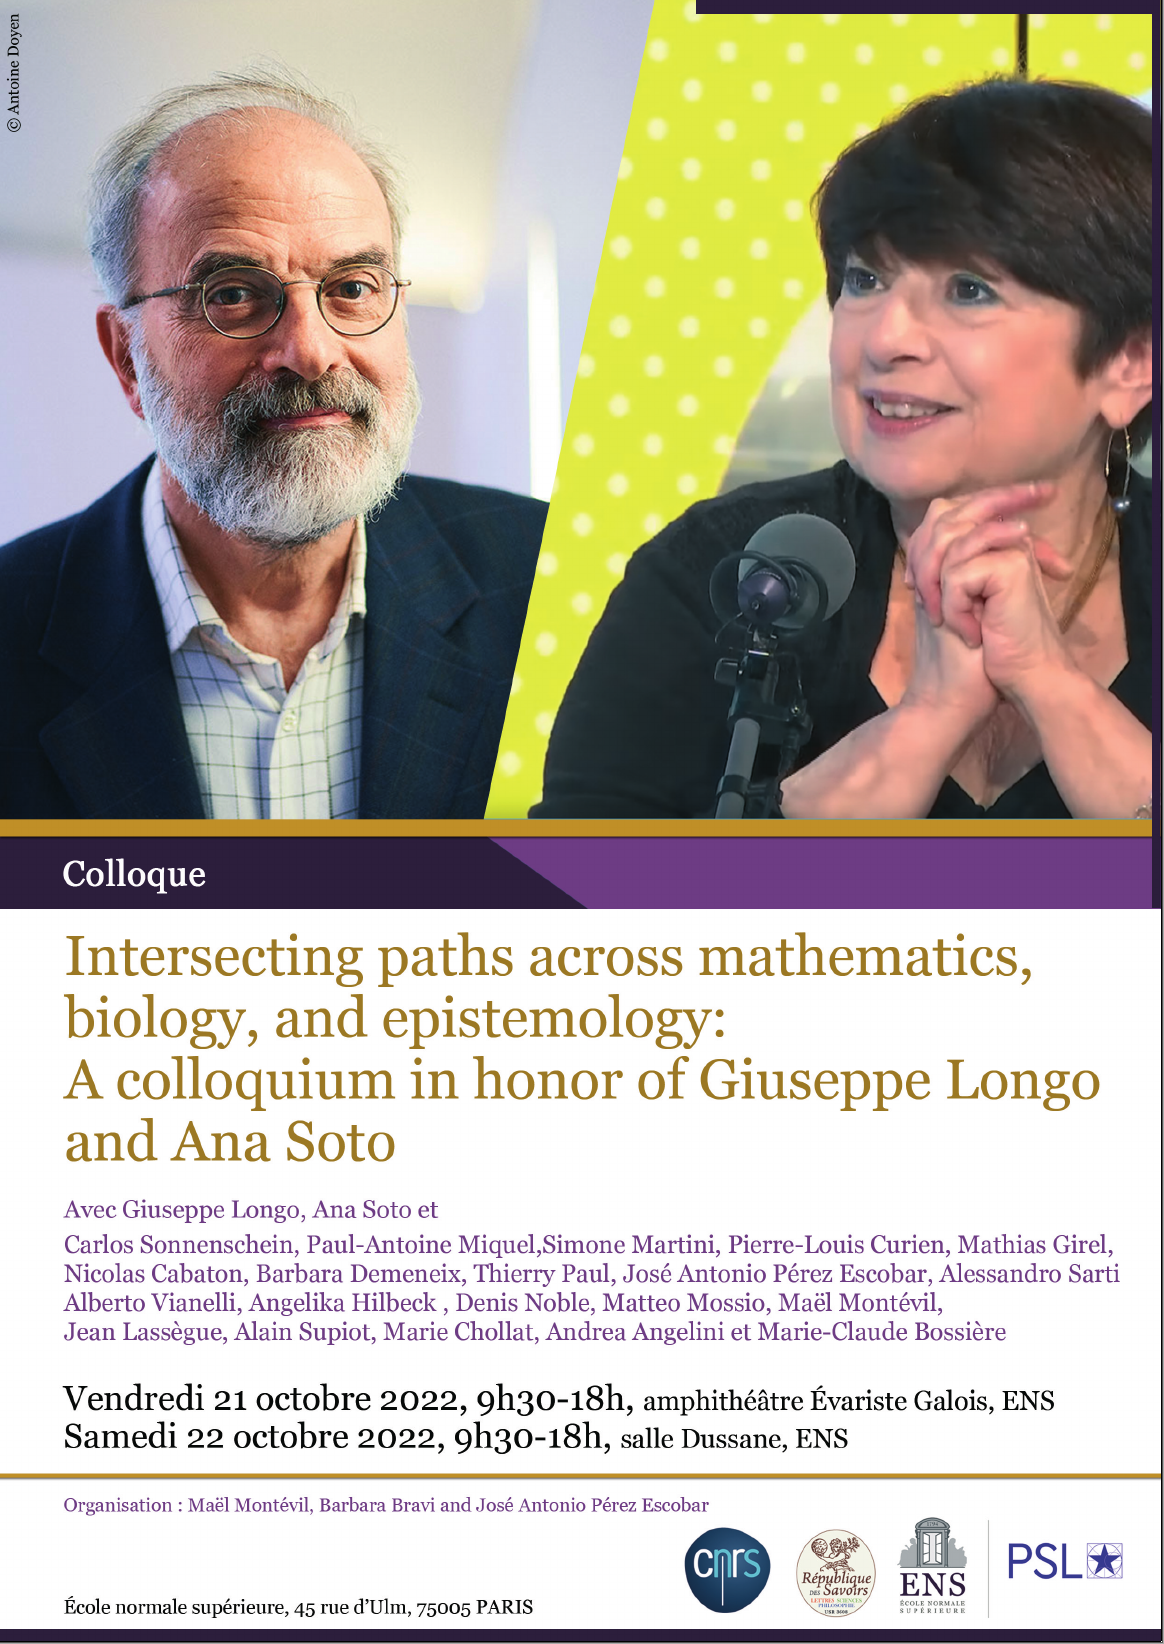 © Antoine Doyen
Colloque
Intersecting paths across mathematics,
biology, and epistemology:
A colloquium in honor of Giuseppe Longo
and Ana Soto
Avec Giuseppe Longo, Ana Soto et
Carlos Sonnenschein, Paul-Antoine Miquel,Simone Martini, Pierre-Louis Curien, Mathias Girel,
Nicolas Cabaton, Barbara Demeneix, Thierry Paul, José Antonio Pérez Escobar, Alessandro Sarti
Alberto Vianelli, Angelika Hilbeck , Denis Noble, Matteo Mossio, Maël Montévil,
Jean Lassègue, Alain Supiot, Marie Chollat, Andrea Angelini et Marie-Claude Bossière
Vendredi 21 octobre 2022, 9h30-18h, amphithéâtre Évariste Galois, ENS
Samedi 22 octobre 2022, 9h30-18h, salle Dussane, ENS
Organisation : Maël Montévil, Barbara Bravi and José Antonio Pérez Escobar
École normale supérieure, 45 rue d'Ulm, 75005 PARIS
cnrs
République
DES Savoirs
LETTRES SCIENCES
PHILOSOPHIE
USR 3608
ENS
ÉCOLE NORMALE
SUPÉRIEURE
PSL